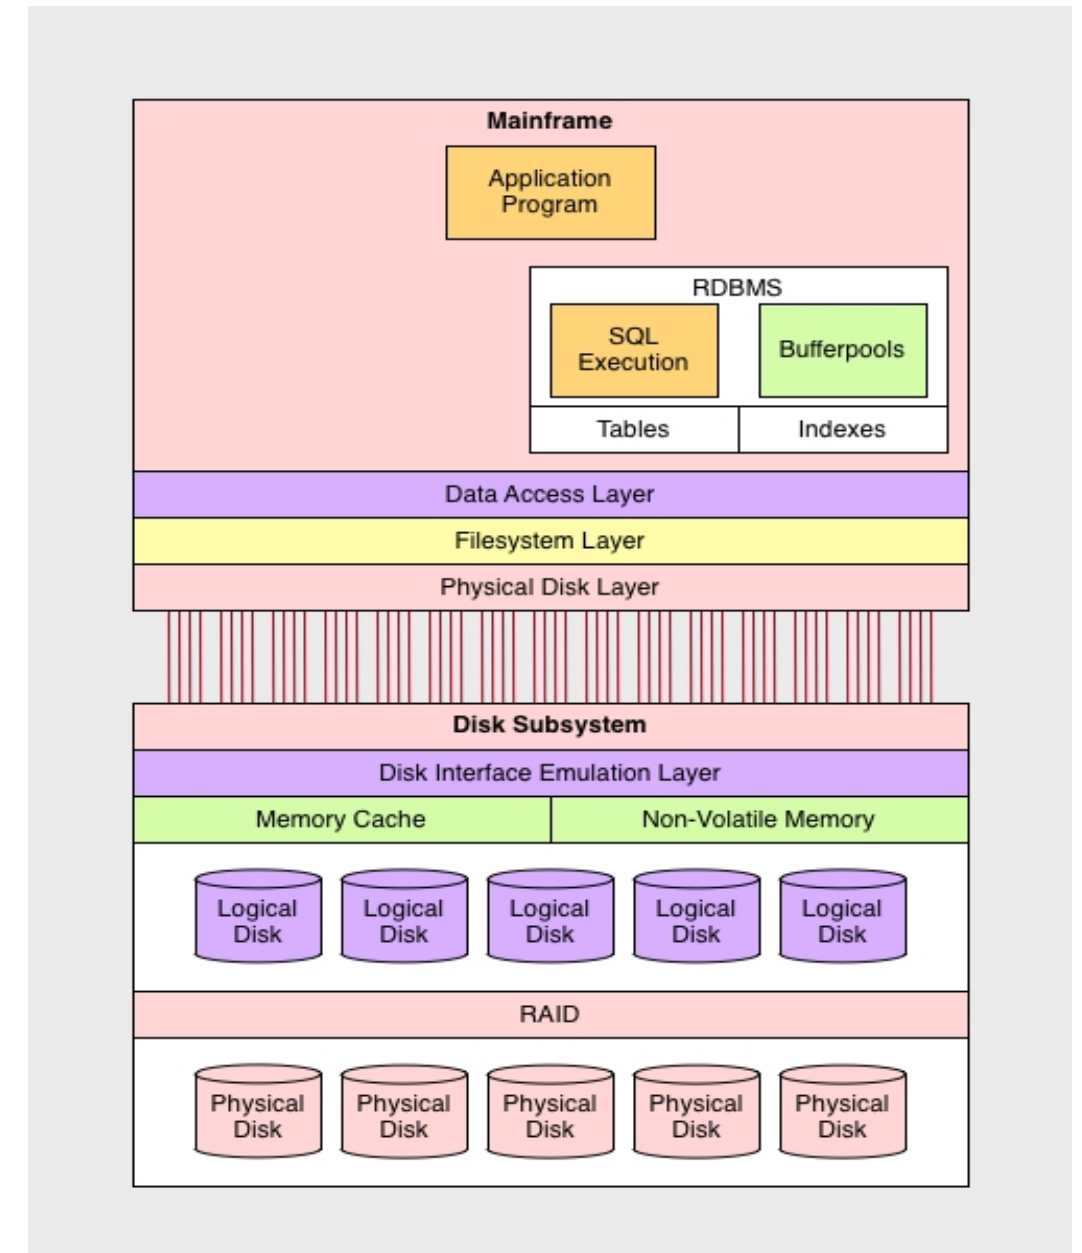 Mainframe
Application
Program
RDBMS
SQL
Execution
Bufferpools
Tables
Indexes
Data Access Layer
Filesystem Layer
Physical Disk Layer
Disk Subsystem
Disk Interface Emulation Layer
Memory Cache
Non-Volatile Memory
Logical
Disk
Logical
Disk
Logical
Disk
Logical
Disk
Logical
Disk
RAID
Physical
Disk
Physical
Disk
Physical
Disk
Physical
Disk
Physical
Disk